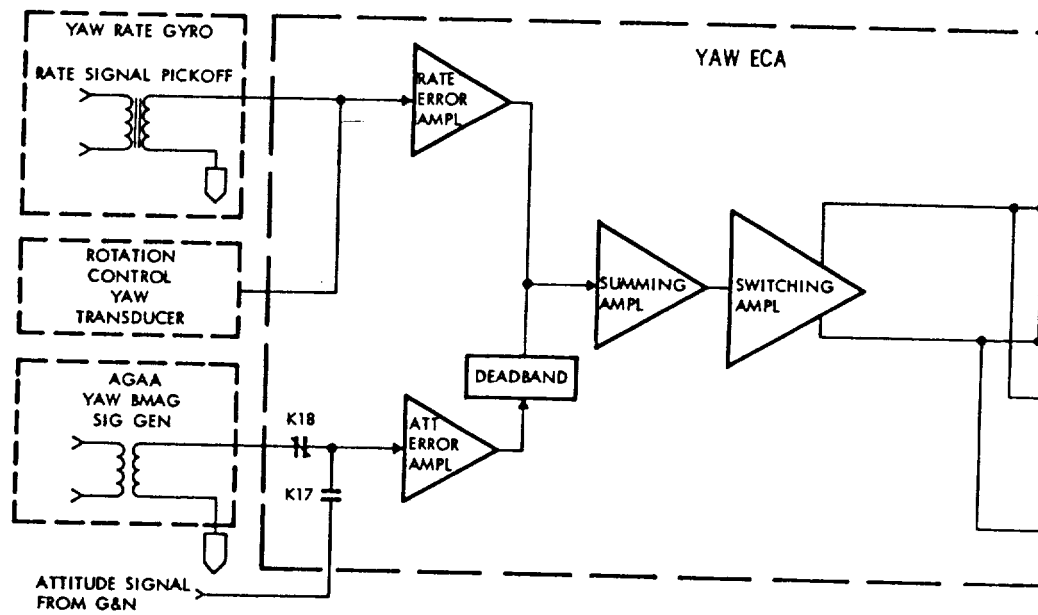 YAW RATE GYRO
RATE SIGNAL PICKOFF
YAW ECA
RATE
ERROR
AMPL
ROTATION
CONTROL
YAW
TRANSDUCER
SUMMING
AMPL
SWITCHING
AMPL
DEADBAND
AGAA
YAW BMAG
SIG GEN
K18
ATT
ERROR
AMPL
K17
ATTITUDE SIGNAL
FROM G&N